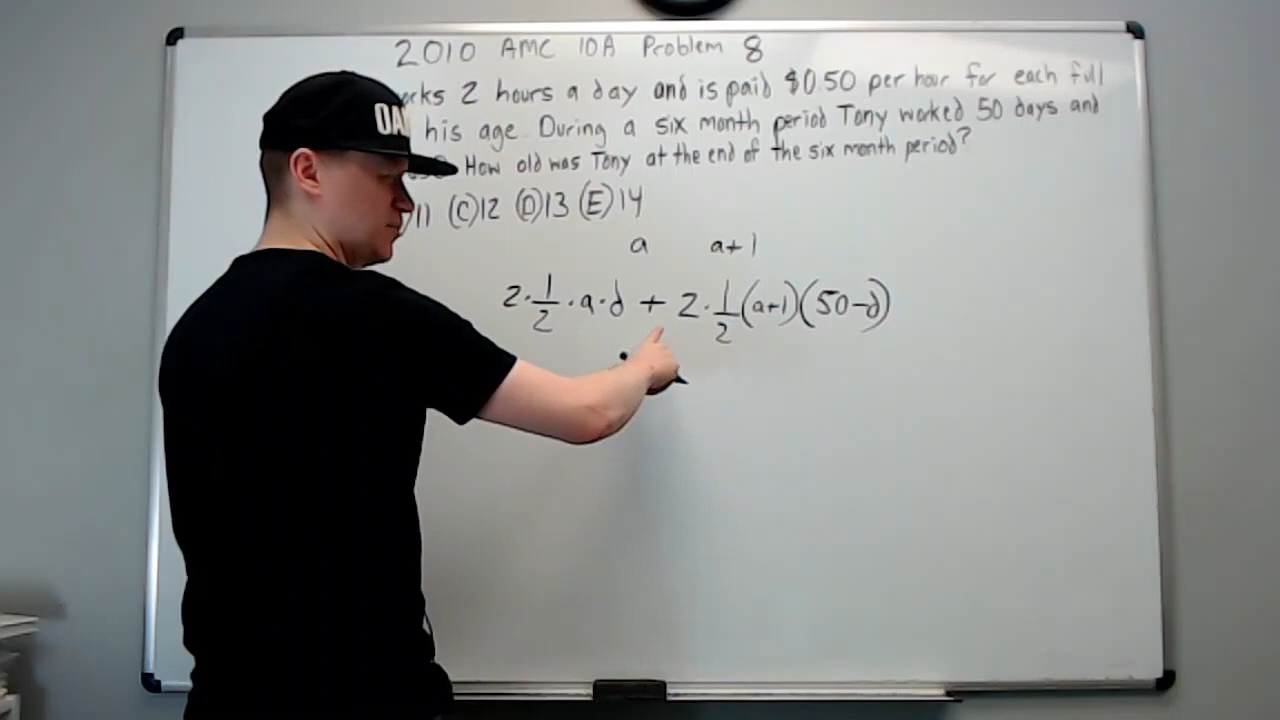 2010 AMC 10A Problem 8
rks 2 hours a day and is paid $0.50 per hour for each full
his age. During a six month period Tony worked 50 days and
How old was Tony at the end of the six month period?
)11 (C)12 (D)13 (E)14
a a+1
2·1/2·a·d + 2·1/2(a+1)(50-d)